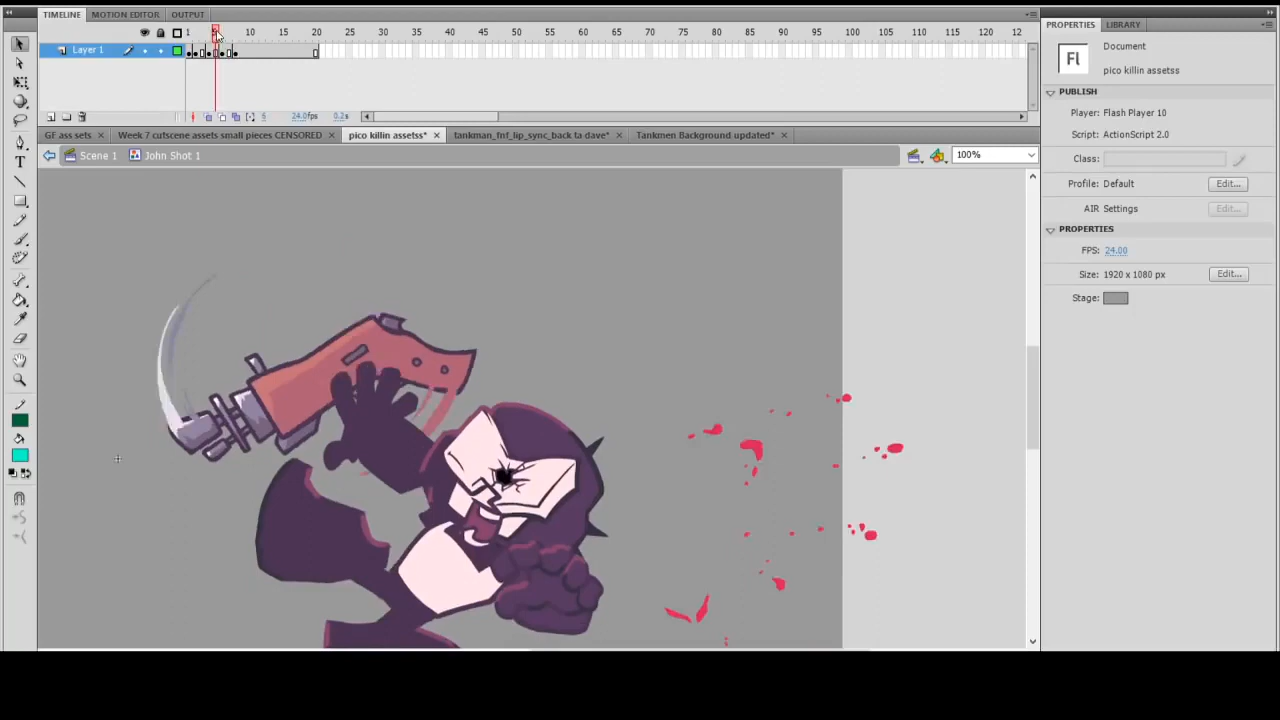 TIMELINE MOTION EDITOR OUTPUT
1 5 10 15 20 25 30 35 40 45 50 55 60 65 70 75 80 85 90 95 100 105 110 115 120 12
Layer 1
24.0fps 0.2s
GF ass sets Week 7 cutscene assets small pieces CENSORED pico killin assetss* tankman_fnf_lip_sync_back ta dave* Tankmen Background updated*
Scene 1 John Shot 1 100%
PROPERTIES LIBRARY
Document
Fl
pico killin assetss
PUBLISH
Player: Flash Player 10
Script: ActionScript 2.0
Class:
Profile: Default Edit...
AIR Settings Edit...
PROPERTIES
FPS: 24.00
Size: 1920 x 1080 px Edit...
Stage:
T